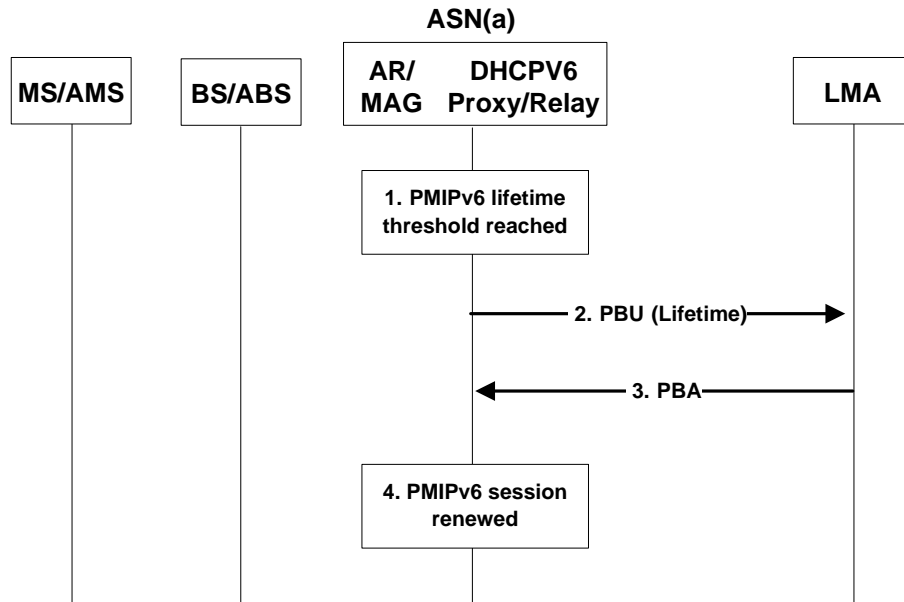 ASN(a)
MS/AMS
BS/ABS
AR/ DHCPV6
MAG Proxy/Relay
LMA
1. PMIPv6 lifetime
threshold reached
2. PBU (Lifetime)
3. PBA
4. PMIPv6 session
renewed